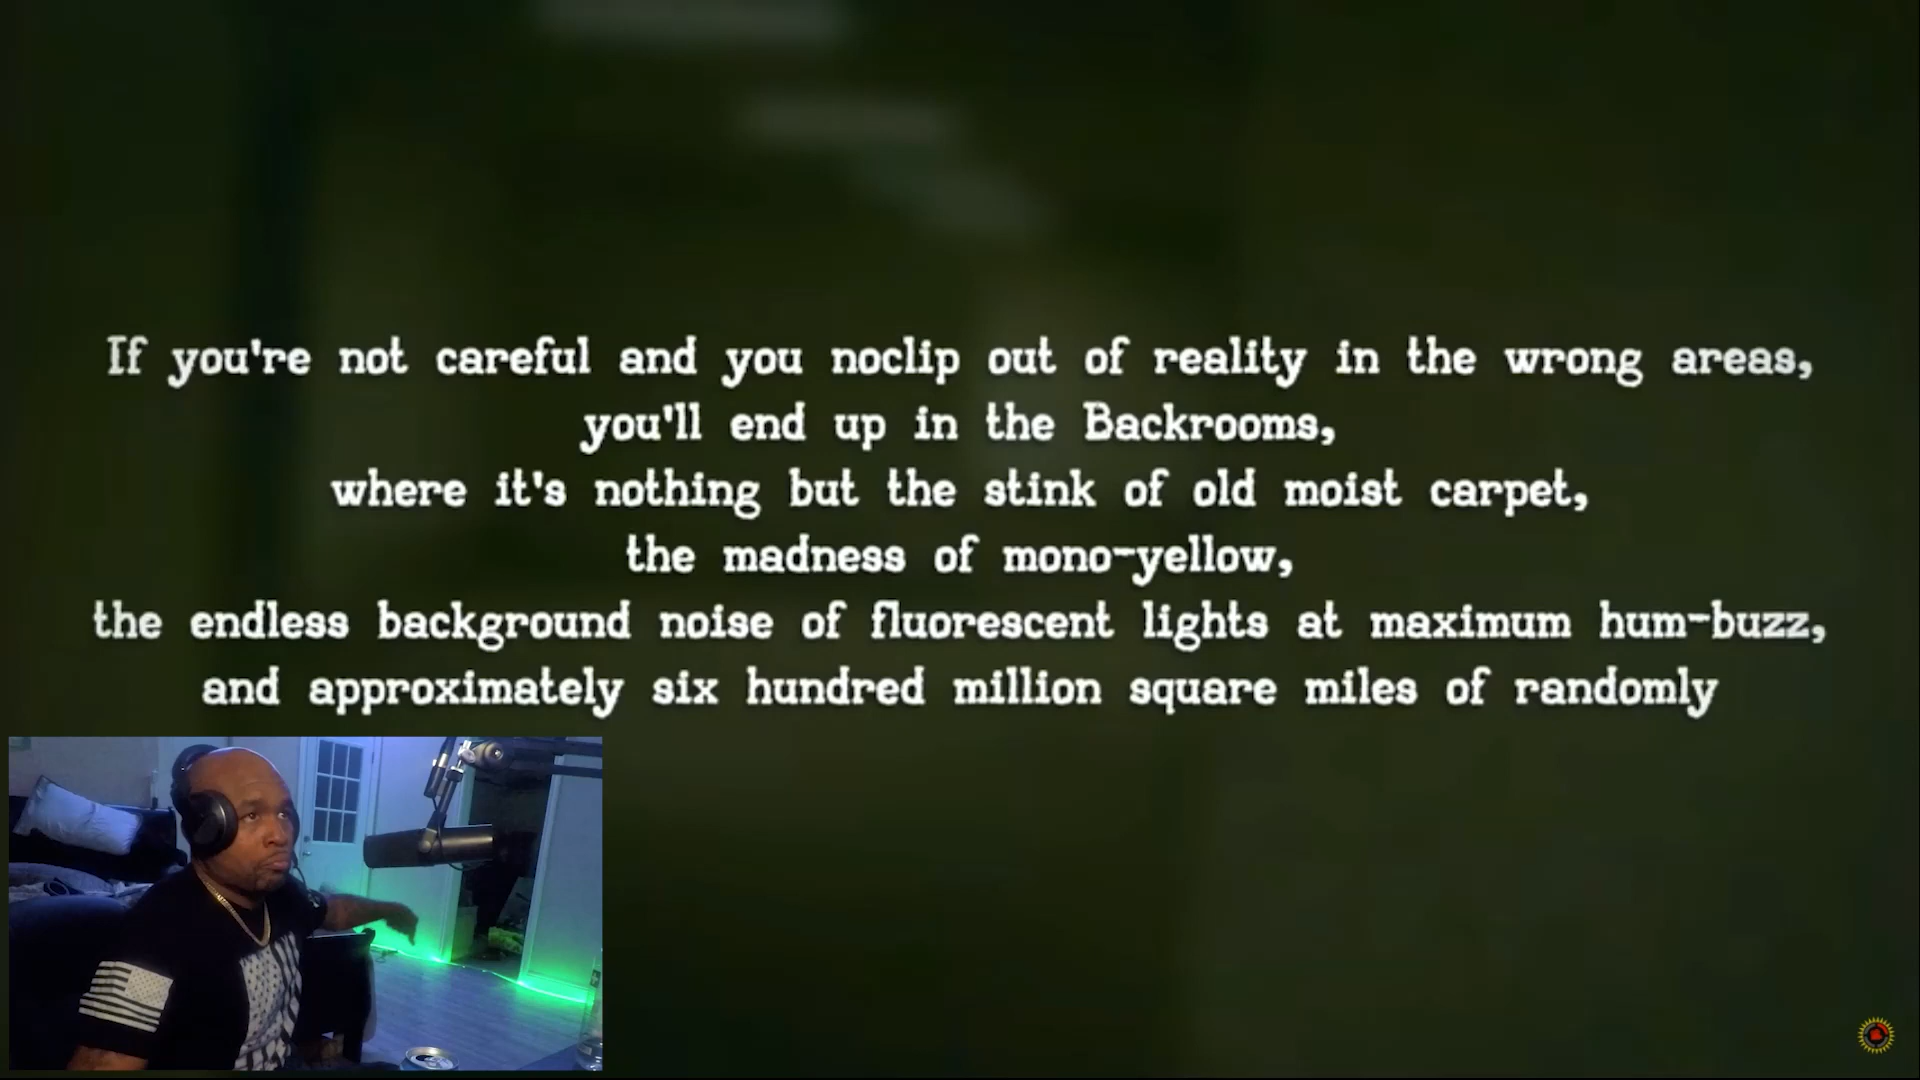 If you're not careful and you noclip out of reality in the wrong areas,
you'll end up in the Backrooms,
where it's nothing but the stink of old moist carpet,
the madness of mono-yellow,
the endless background noise of fluorescent lights at maximum hum-buzz,
and approximately six hundred million square miles of randomly